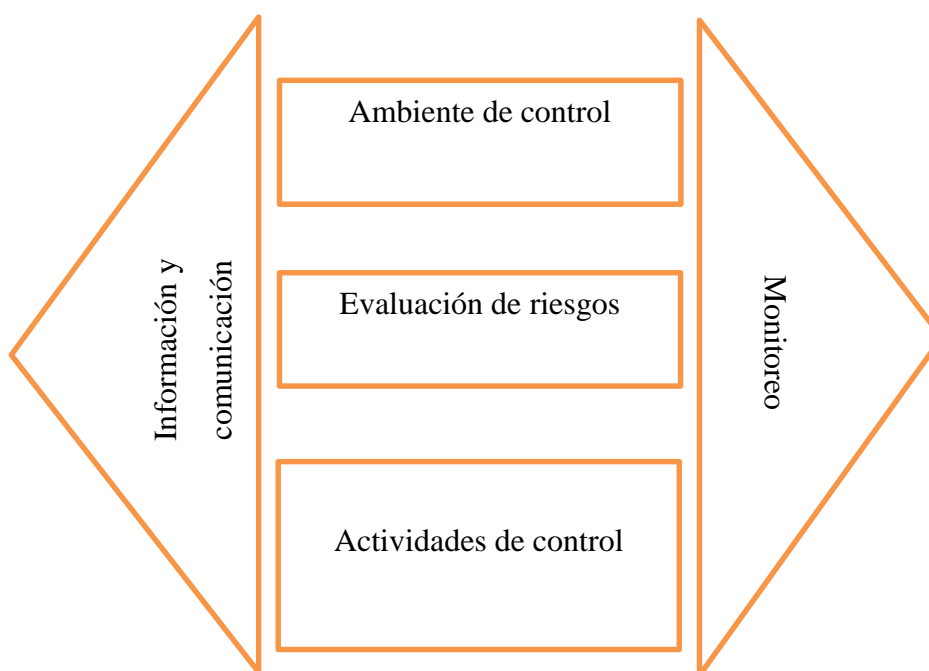 Información y
comunicación
Ambiente de control
Evaluación de riesgos
Actividades de control
Monitoreo